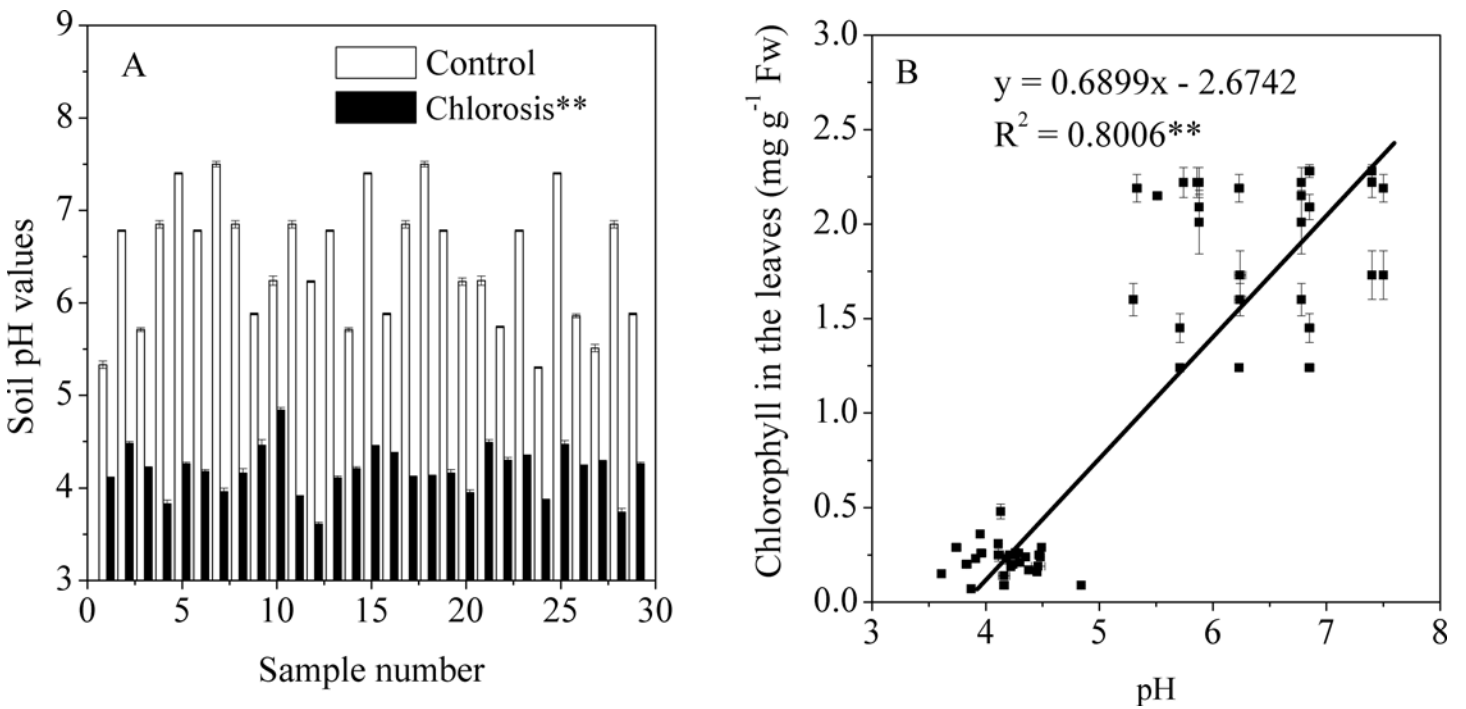 A
Control
Chlorosis**
Soil pH values
9
8
7
6
5
4
3
0 5 10 15 20 25 30
Sample number
B
y = 0.6899x - 2.6742
R² = 0.8006**
Chlorophyll in the leaves (mg g⁻¹ Fw)
3.0
2.5
2.0
1.5
1.0
0.5
0.0
3 4 5 6 7 8
pH